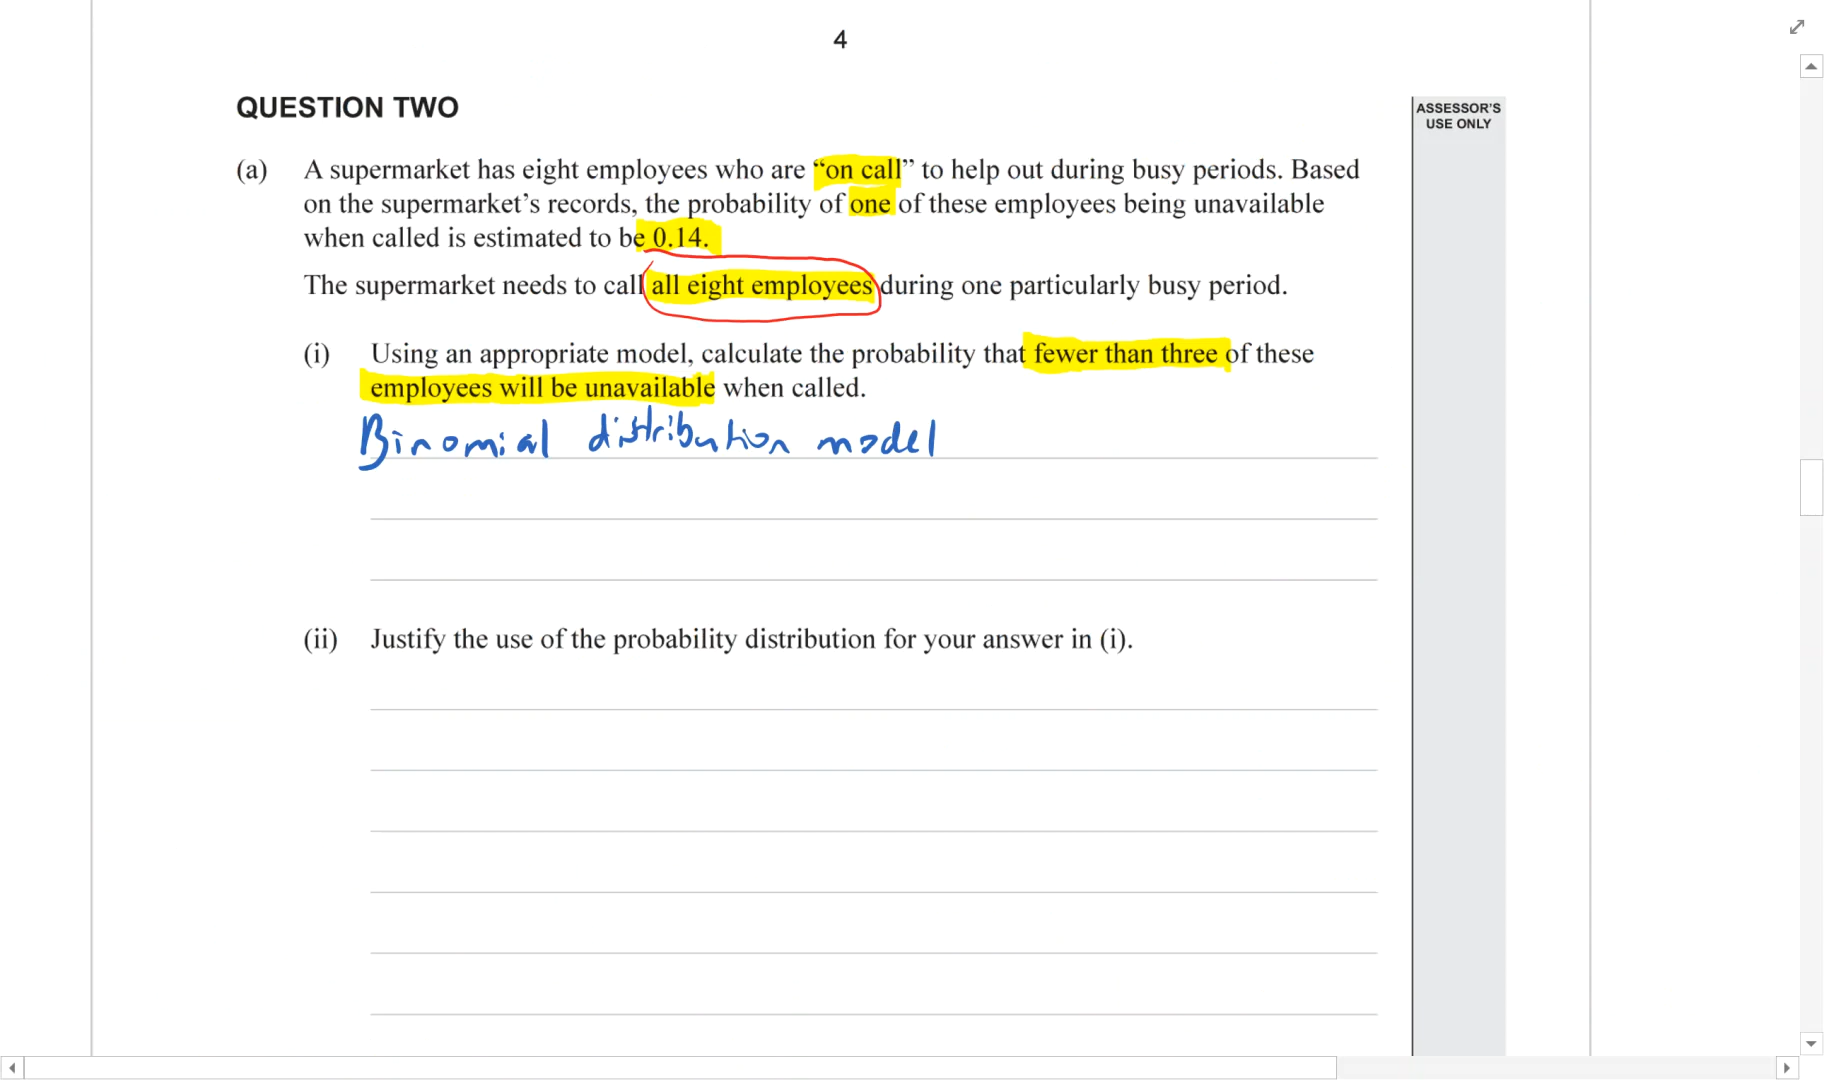 4
QUESTION TWO
ASSESSOR’S
USE ONLY
(a) A supermarket has eight employees who are “on call” to help out during busy periods. Based
on the supermarket’s records, the probability of one of these employees being unavailable
when called is estimated to be 0.14.
The supermarket needs to call all eight employees during one particularly busy period.
(i) Using an appropriate model, calculate the probability that fewer than three of these
employees will be unavailable when called.
Binomial distribution model
(ii) Justify the use of the probability distribution for your answer in (i).